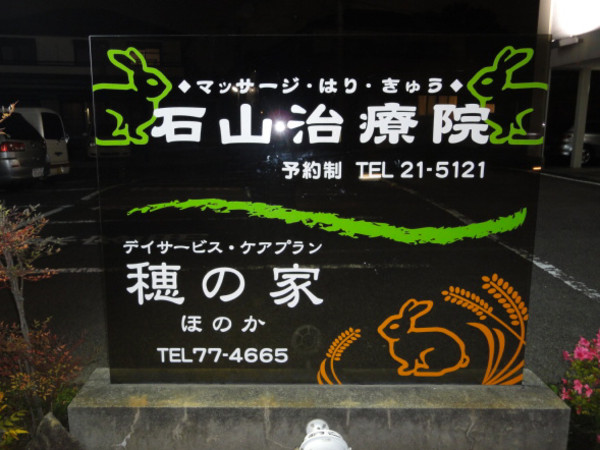 ◆マッサージ・はり・きゅう◆
石山治療院
予約制 TEL 21-5121
デイサービス・ケアプラン
穂の家
ほのか
TEL77-4665